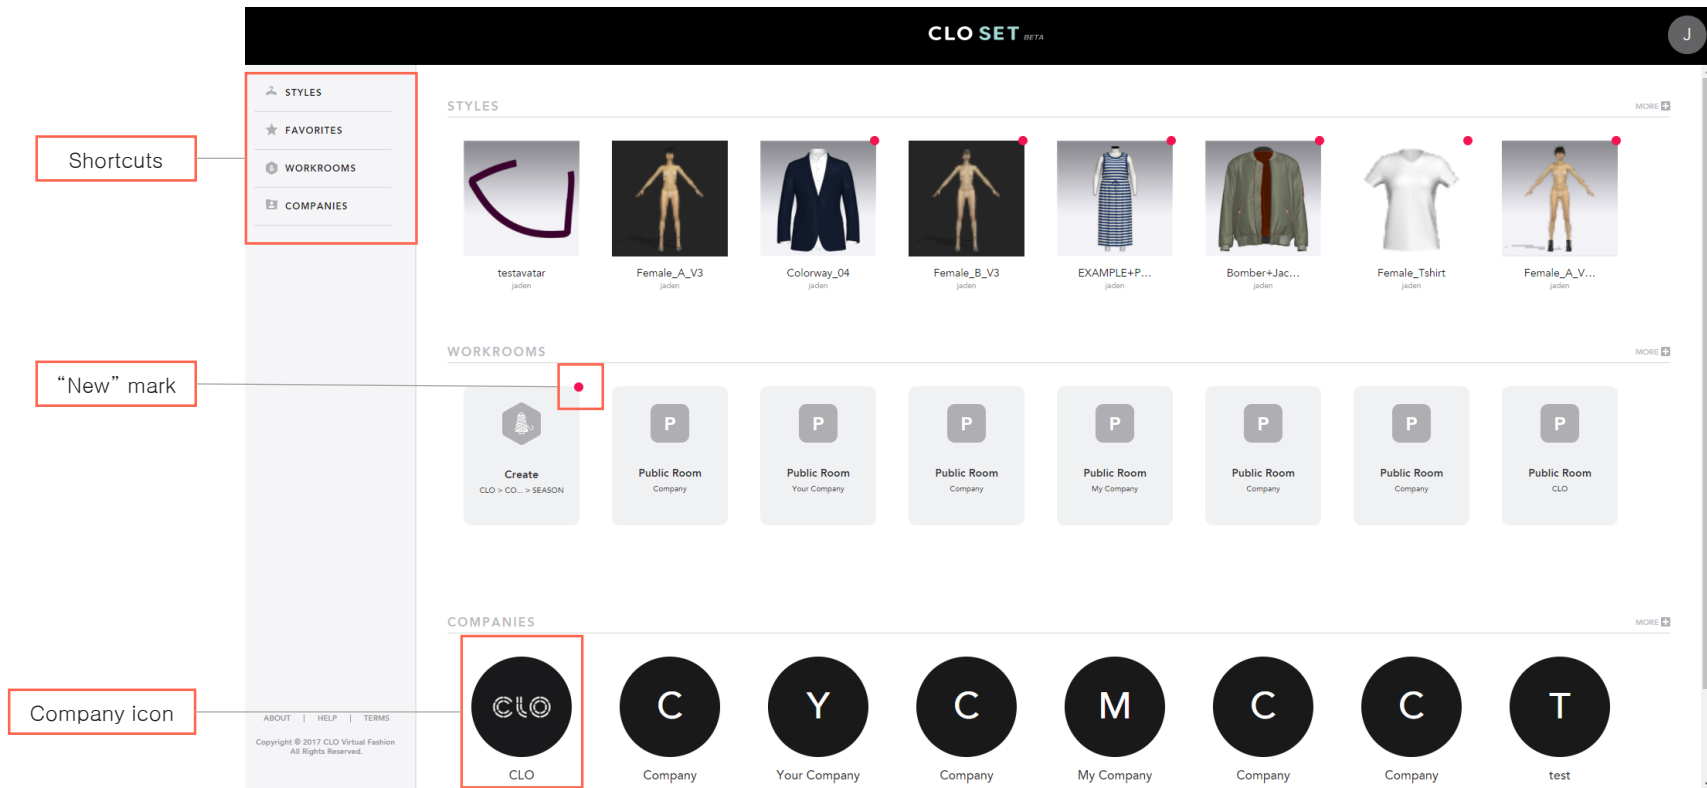 CLO SET BETA
J
STYLES
FAVORITES
WORKROOMS
COMPANIES
Shortcuts
STYLES
MORE
testavatar
jaden
Female_A_V3
jaden
Colorway_04
jaden
Female_B_V3
jaden
EXAMPLE+P...
jaden
Bomber+Jac...
jaden
Female_Tshirt
jaden
Female_A_V...
jaden
WORKROOMS
MORE
“New” mark
Create
CLO > CO... > SEASON
P
Public Room
Company
P
Public Room
Your Company
P
Public Room
Company
P
Public Room
My Company
P
Public Room
Company
P
Public Room
Company
P
Public Room
CLO
COMPANIES
MORE
Company icon
CLO
CLO
C
Company
Y
Your Company
C
Company
M
My Company
C
Company
C
Company
T
test
ABOUT | HELP | TERMS
Copyright © 2017 CLO Virtual Fashion
All Rights Reserved.